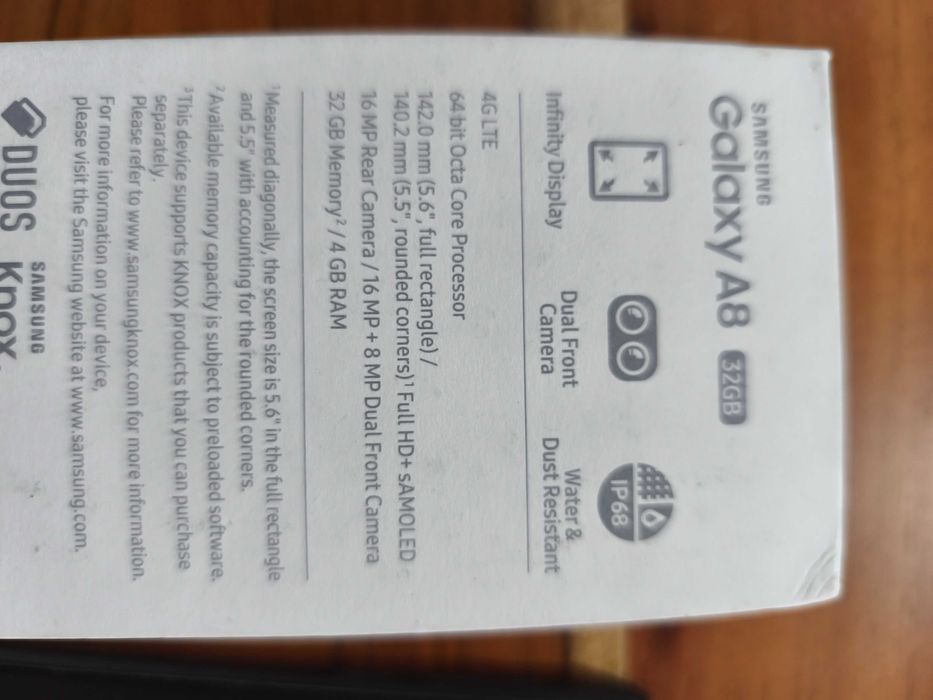 SAMSUNG
Galaxy A8 32GB
IP68
Infinity Display
Dual Front
Camera
Water &
Dust Resistant
4G LTE
64 bit Octa Core Processor
142.0 mm (5.6", full rectangle) /
140.2 mm (5.5", rounded corners)¹ Full HD+ sAMOLED
16 MP Rear Camera / 16 MP + 8 MP Dual Front Camera
32 GB Memory² / 4 GB RAM
¹Measured diagonally, the screen size is 5.6" in the full rectangle
and 5.5" with accounting for the rounded corners.
²Available memory capacity is subject to preloaded software.
³This device supports KNOX products that you can purchase
separately.
Please refer to www.samsungknox.com for more information.
For more information on your device,
please visit the Samsung website at www.samsung.com.
DUOS
SAMSUNG
Knox